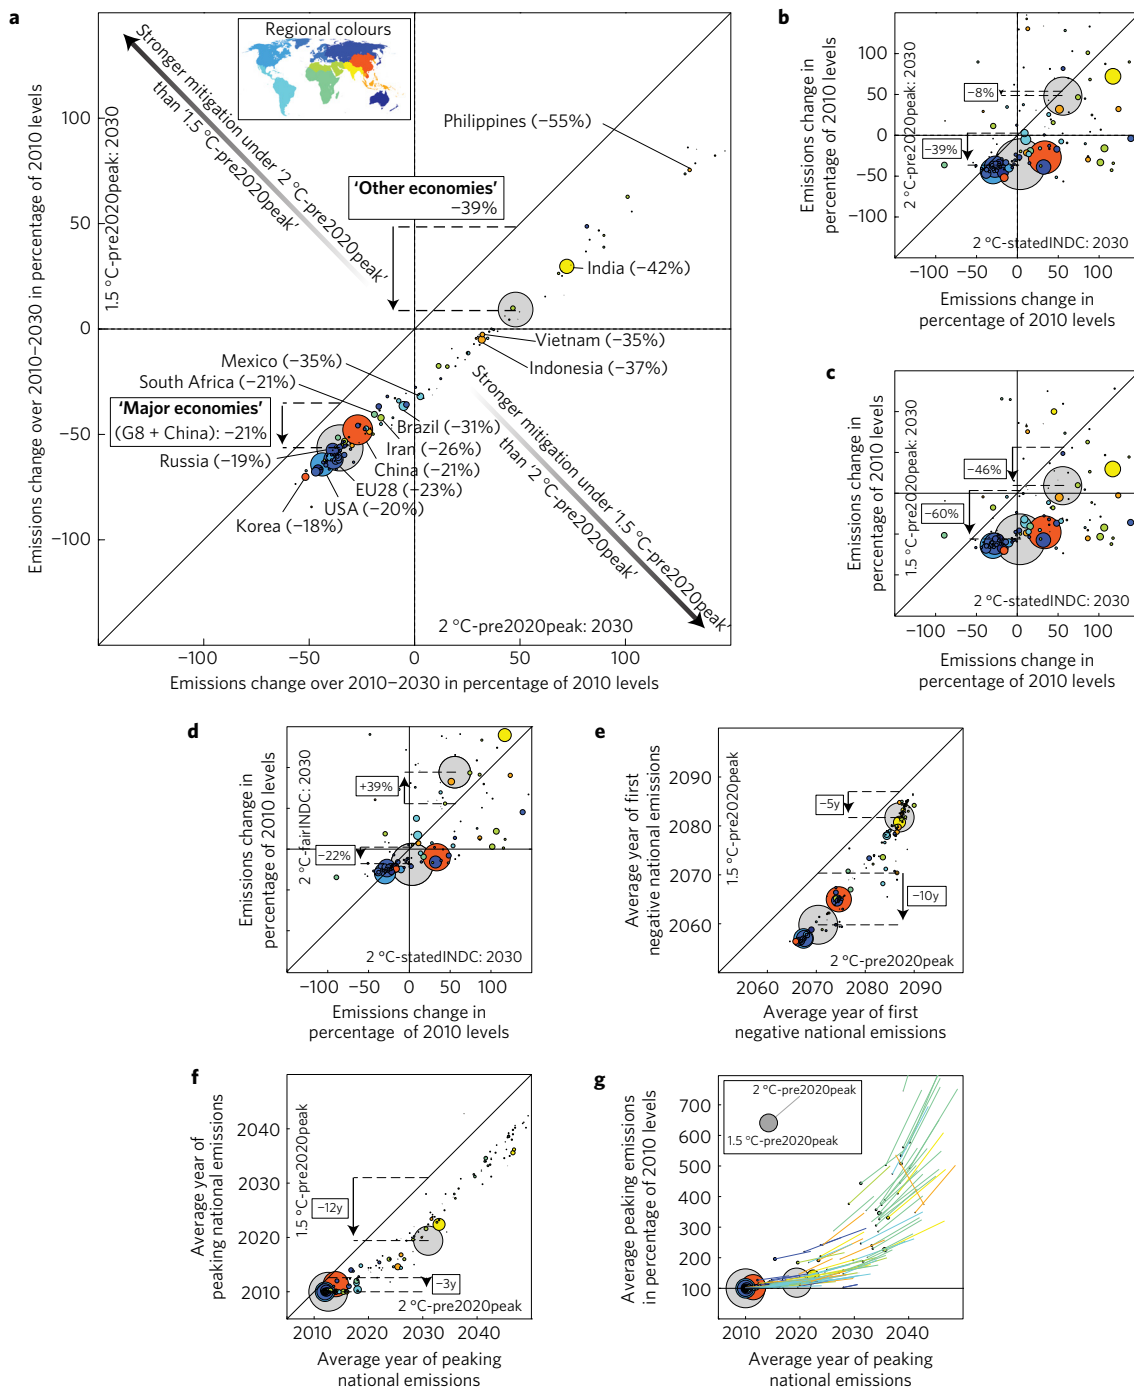 a
Regional colours
Stronger mitigation under '2 °C-pre2020peak'
than '1.5 °C-pre2020peak'
Emissions change over 2010–2030 in percentage of 2010 levels
1.5 °C-pre2020peak: 2030
100
50
0
−50
−100
Philippines (−55%)
'Other economies'
−39%
India (−42%)
Vietnam (−35%)
Indonesia (−37%)
Mexico (−35%)
South Africa (−21%)
'Major economies'
(G8 + China): −21%
Russia (−19%)
Brazil (−31%)
Iran (−26%)
China (−21%)
EU28 (−23%)
USA (−20%)
Korea (−18%)
Stronger mitigation under '1.5 °C-pre2020peak'
than '2 °C-pre2020peak'
2 °C-pre2020peak: 2030
−100
−50
0
50
100
Emissions change over 2010–2030 in percentage of 2010 levels
b
Emissions change in
percentage of 2010 levels
2 °C-pre2020peak: 2030
100
50
0
−50
−100
−8%
−39%
2 °C-statedINDC: 2030
−100
−50
0
50
100
Emissions change in
percentage of 2010 levels
c
Emissions change in
percentage of 2010 levels
1.5 °C-pre2020peak: 2030
−46%
−60%
2 °C-statedINDC: 2030
−100
−50
0
50
100
Emissions change in
percentage of 2010 levels
d
Emissions change in
percentage of 2010 levels
2 °C-fairINDC: 2030
+39%
−22%
2 °C-statedINDC: 2030
−100
−50
0
50
100
Emissions change in
percentage of 2010 levels
e
Average year of first
negative national emissions
1.5 °C-pre2020peak
2090
2080
2070
2060
−5y
−10y
2 °C-pre2020peak
2060
2070
2080
2090
Average year of first
negative national emissions
f
Average year of
peaking national emissions
1.5 °C-pre2020peak
2040
2030
2020
2010
−12y
−3y
2 °C-pre2020peak
2010
2020
2030
2040
Average year of peaking
national emissions
g
Average peaking emissions
in percentage of 2010 levels
700
600
500
400
300
200
100
2 °C-pre2020peak
1.5 °C-pre2020peak
2010
2020
2030
2040
Average year of peaking
national emissions